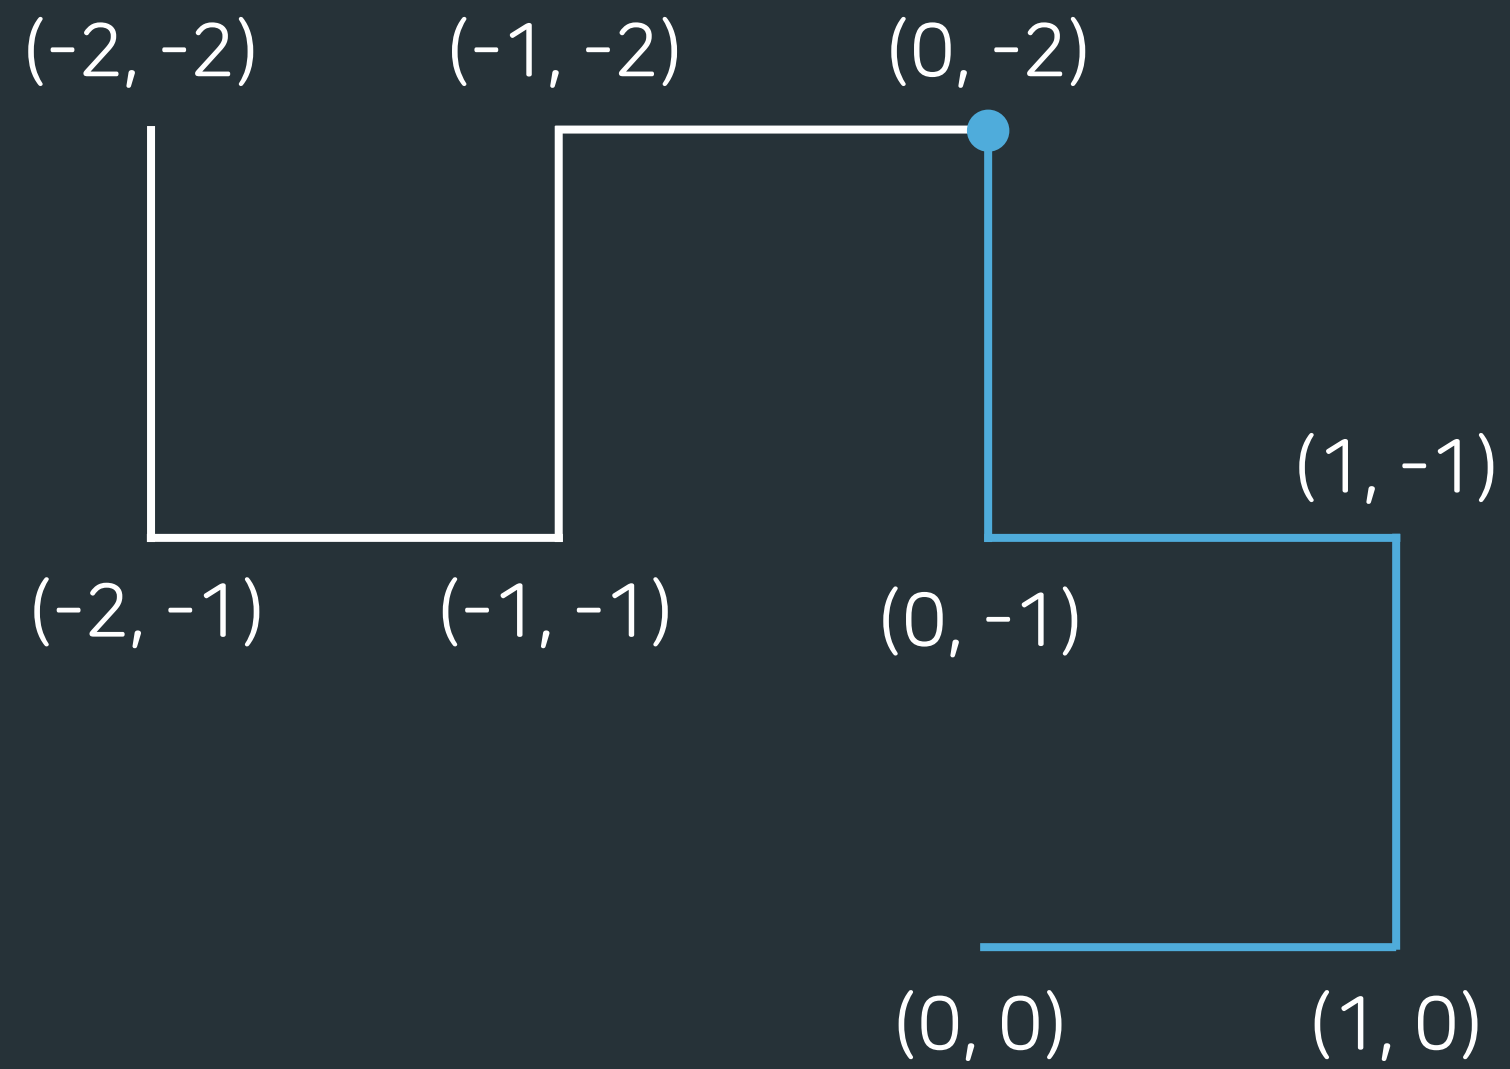 (-2, -2) (-1, -2) (0, -2)
(1, -1)
(-2, -1) (-1, -1) (0, -1)
(0, 0) (1, 0)